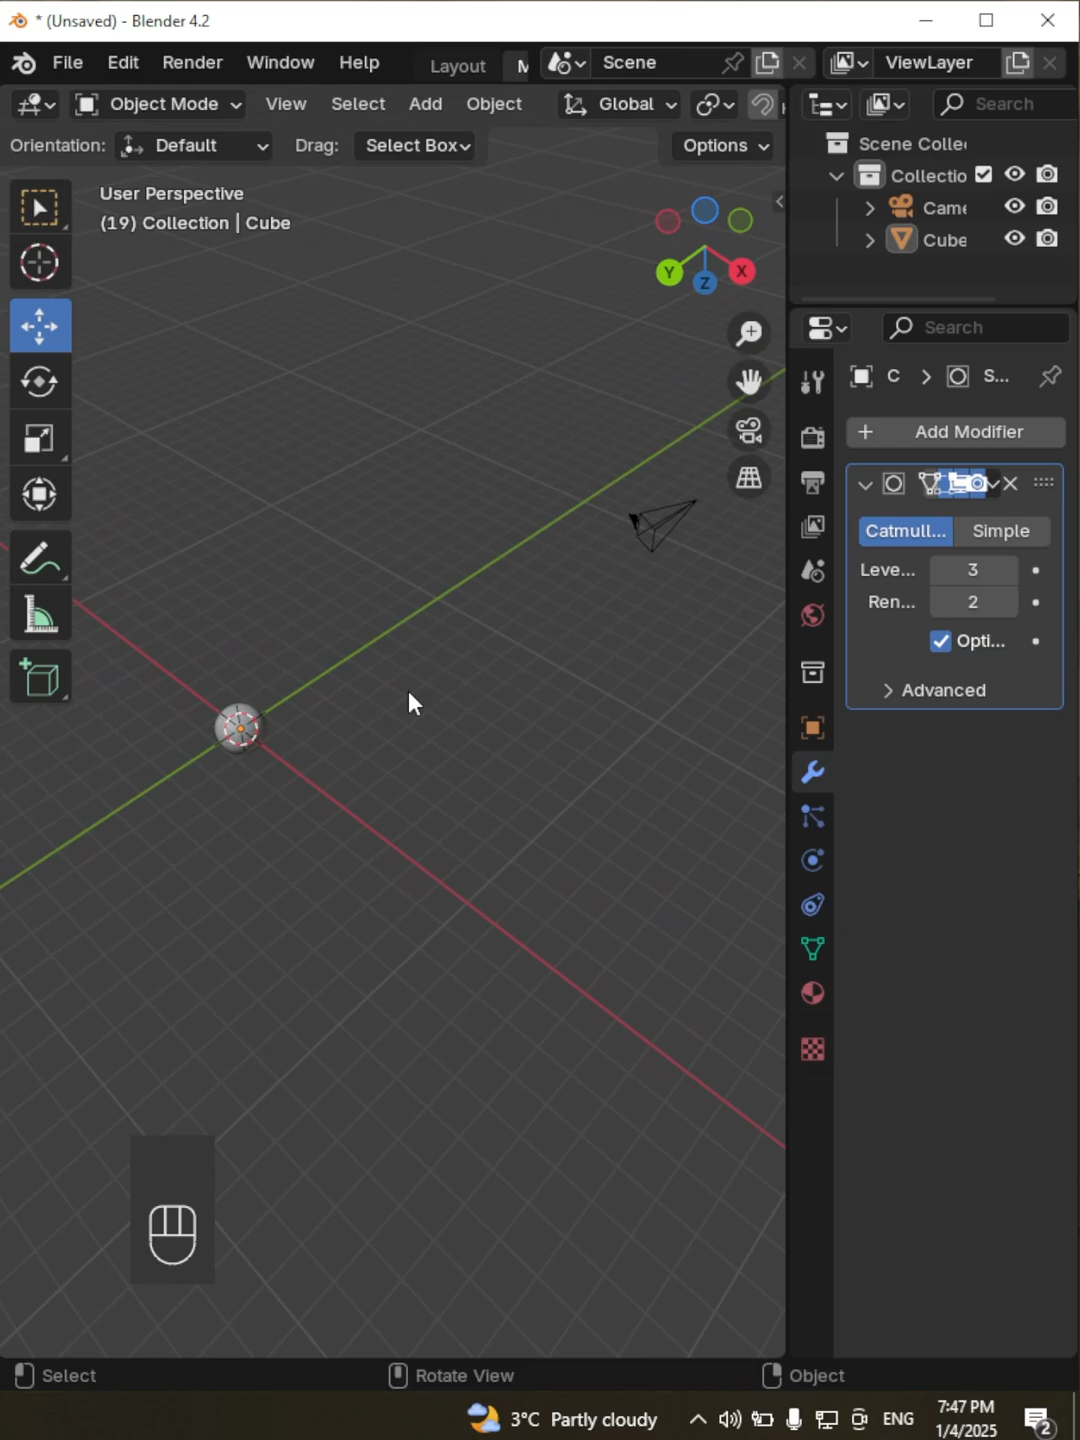 * (Unsaved) - Blender 4.2
File Edit Render Window Help Layout M Scene ViewLayer
Object Mode View Select Add Object Global Search
Orientation: Default Drag: Select Box Options
Scene Colle
Collectio
Came
Cube
User Perspective
(19) Collection | Cube
Y X
Z
Search
C > S...
+ Add Modifier
Catmull... Simple
Leve... 3
Ren... 2
Opti...
Advanced
Select Rotate View Object
3°C Partly cloudy ENG 7:47 PM
1/4/2025
2